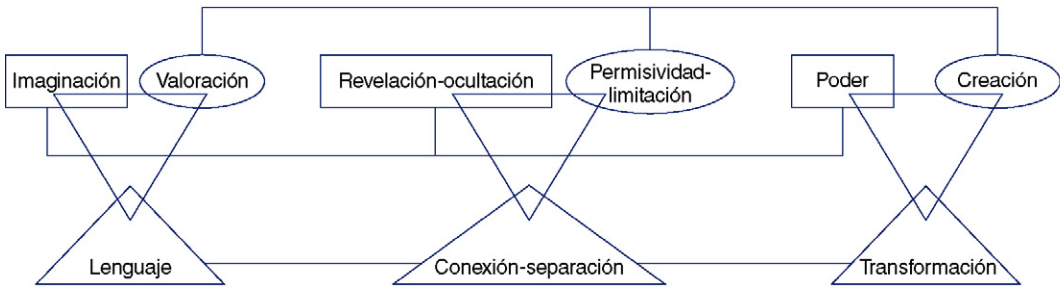 Imaginación
Valoración
Revelación-ocultación
Permisividad-
limitación
Poder
Creación
Lenguaje
Conexión-separación
Transformación